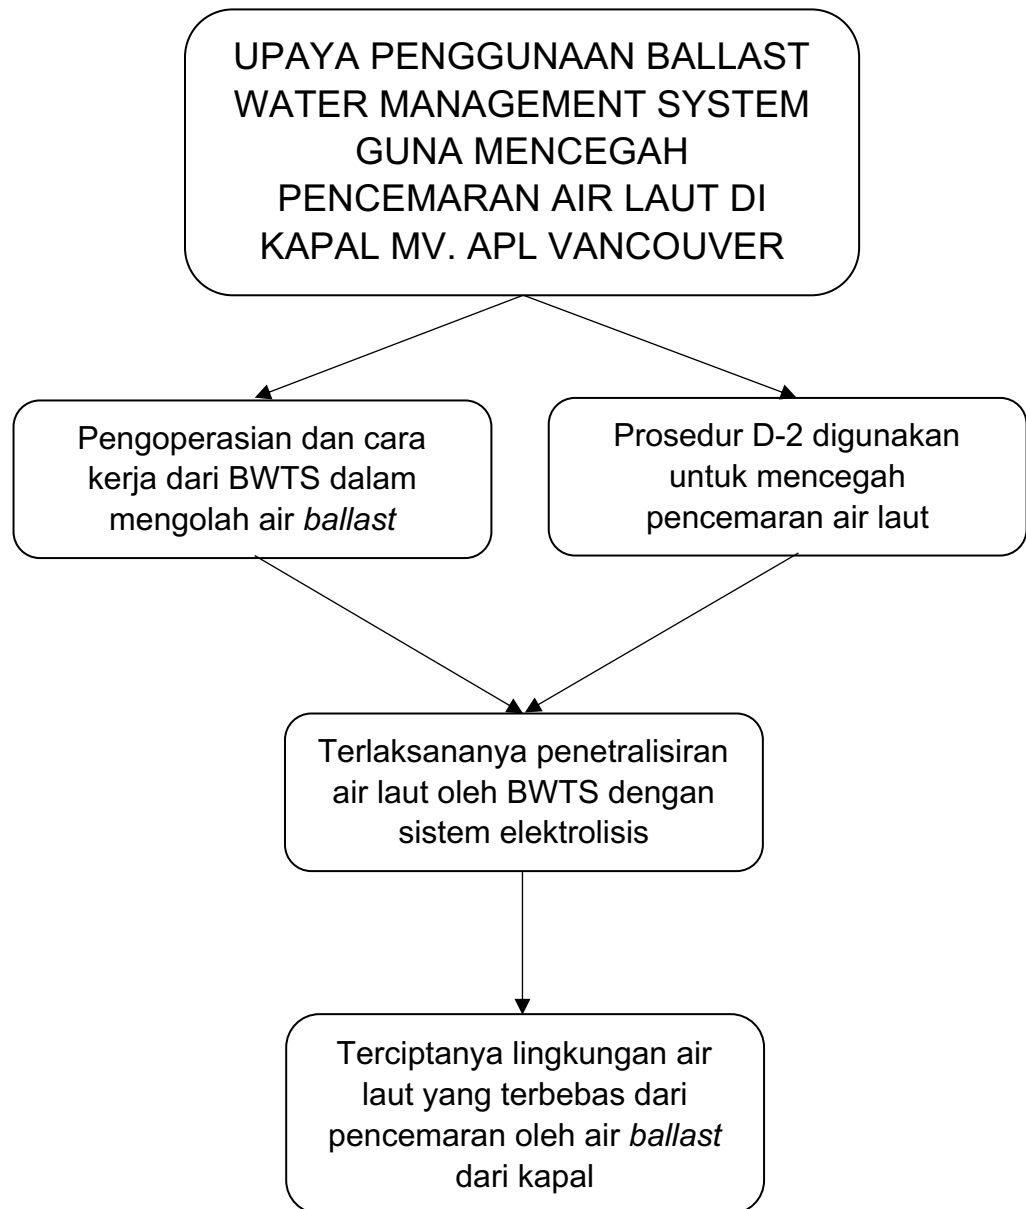 UPAYA PENGGUNAAN BALLAST
WATER MANAGEMENT SYSTEM
GUNA MENCEGAH
PENCEMARAN AIR LAUT DI
KAPAL MV. APL VANCOUVER
Pengoperasian dan cara
kerja dari BWTS dalam
mengolah air ballast
Prosedur D-2 digunakan
untuk mencegah
pencemaran air laut
Terlaksananya penetralisiran
air laut oleh BWTS dengan
sistem elektrolisis
Terciptanya lingkungan air
laut yang terbebas dari
pencemaran oleh air ballast
dari kapal